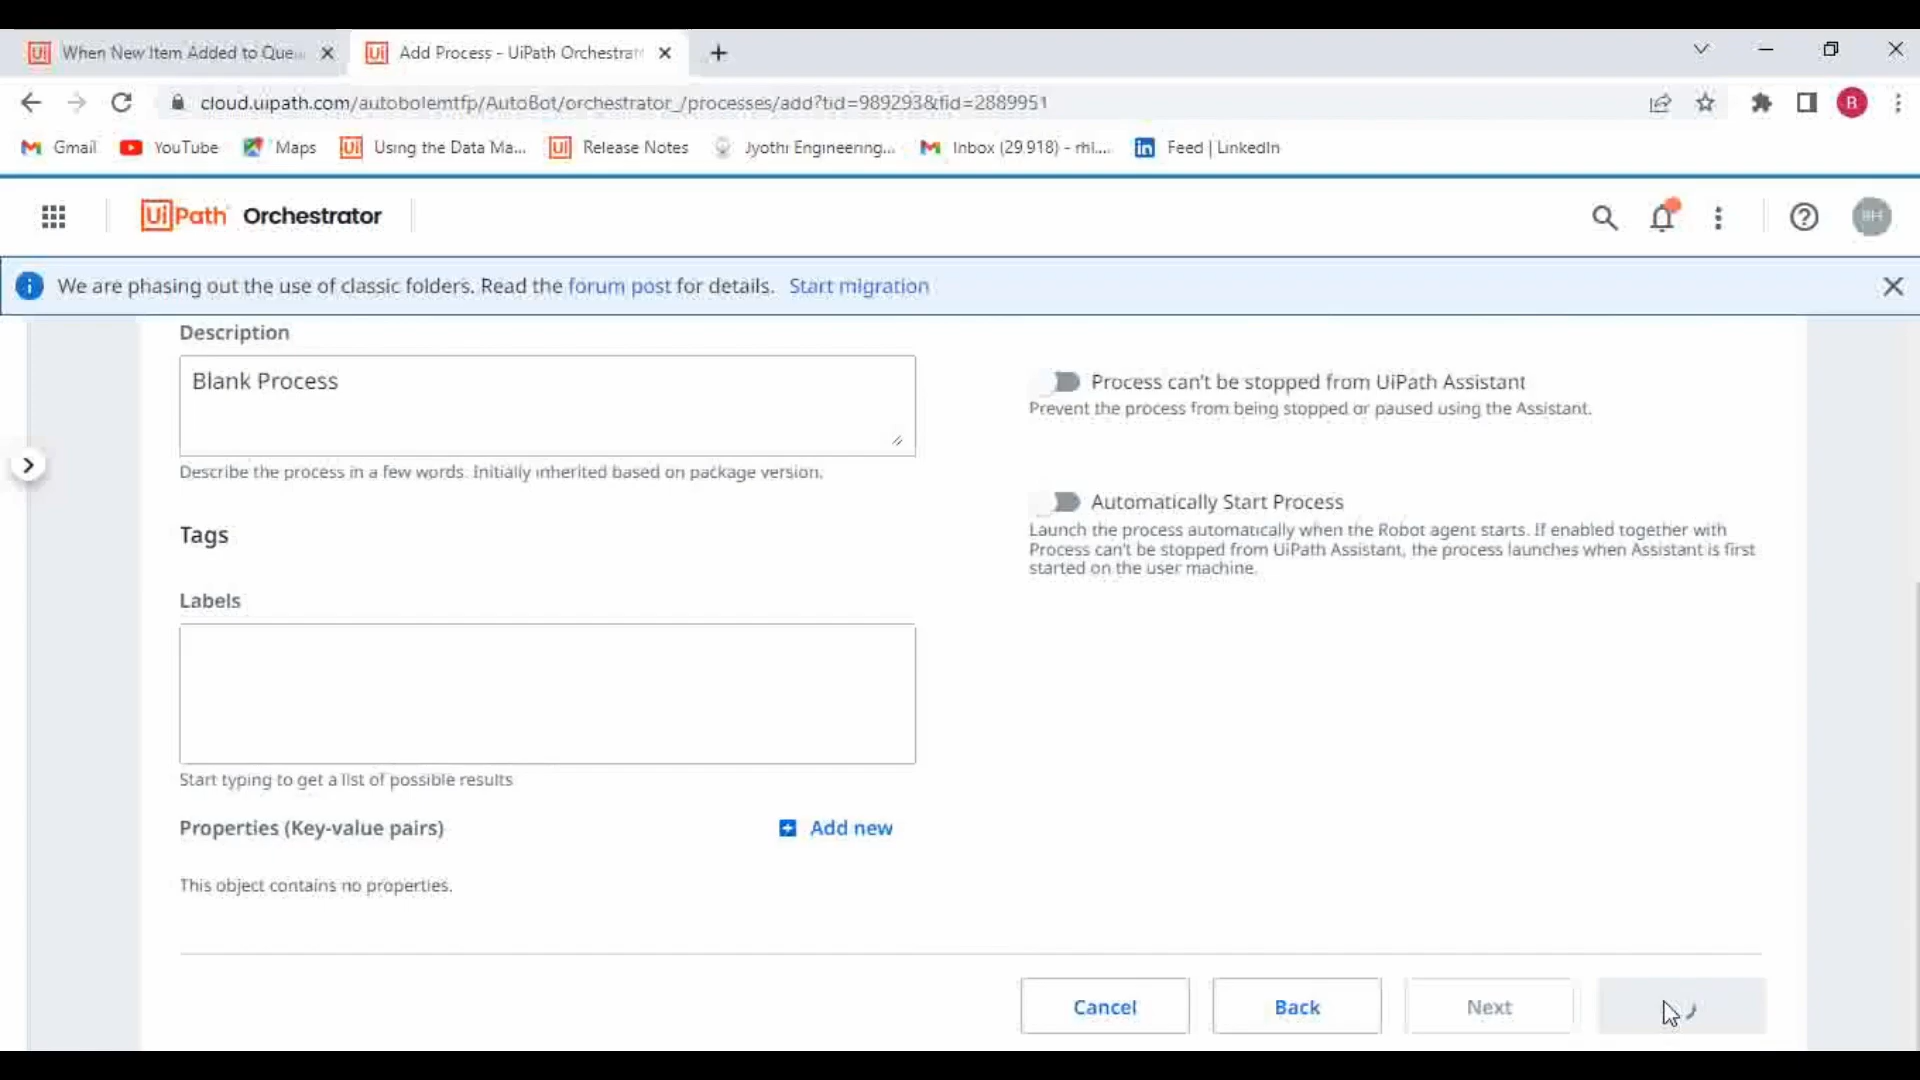 When New Item Added to Que...
Add Process - UiPath Orchestrat
cloud.uipath.com/autobolemtfp/AutoBot/orchestrator_/processes/add?tid=989293&fid=2889951
R
Gmail
YouTube
Maps
Using the Data Ma...
Release Notes
Jyothi Engineering...
Inbox (29,918) - rhl....
Feed | LinkedIn
UiPath Orchestrator
We are phasing out the use of classic folders. Read the forum post for details. Start migration
Description
Blank Process
Describe the process in a few words. Initially inherited based on package version.
Tags
Labels
Start typing to get a list of possible results
Properties (Key-value pairs)
Add new
This object contains no properties.
Process can't be stopped from UiPath Assistant
Prevent the process from being stopped or paused using the Assistant.
Automatically Start Process
Launch the process automatically when the Robot agent starts. If enabled together with
Process can't be stopped from UiPath Assistant, the process launches when Assistant is first
started on the user machine.
Cancel
Back
Next